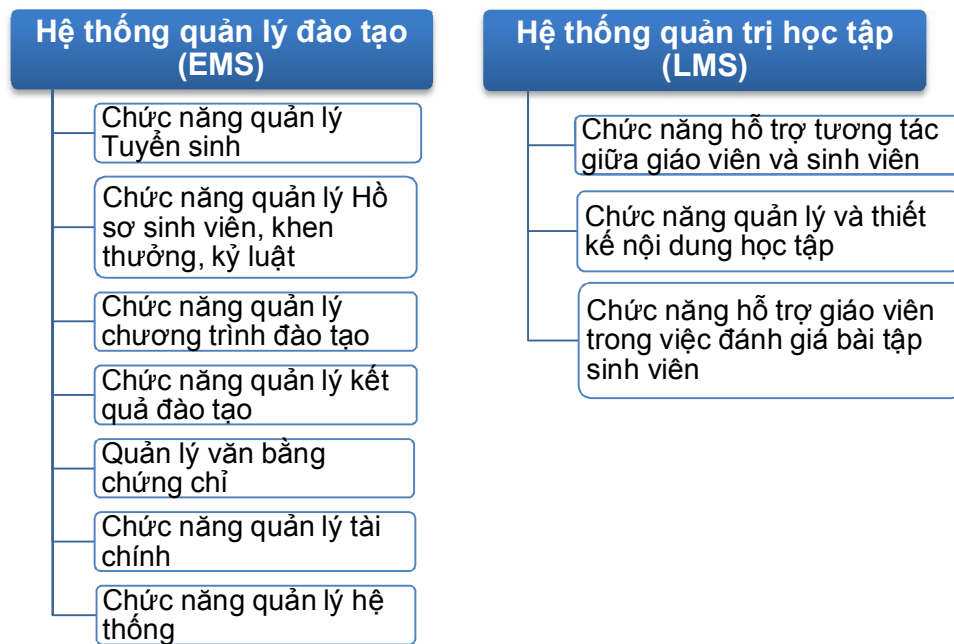 Hệ thống quản lý đào tạo
(EMS)
Chức năng quản lý
Tuyển sinh
Chức năng quản lý Hồ
sơ sinh viên, khen
thưởng, kỷ luật
Chức năng quản lý
chương trình đào tạo
Chức năng quản lý kết
quả đào tạo
Quản lý văn bằng
chứng chỉ
Chức năng quản lý tài
chính
Chức năng quản lý hệ
thống
Hệ thống quản trị học tập
(LMS)
Chức năng hỗ trợ tương tác
giữa giáo viên và sinh viên
Chức năng quản lý và thiết
kế nội dung học tập
Chức năng hỗ trợ giáo viên
trong việc đánh giá bài tập
sinh viên